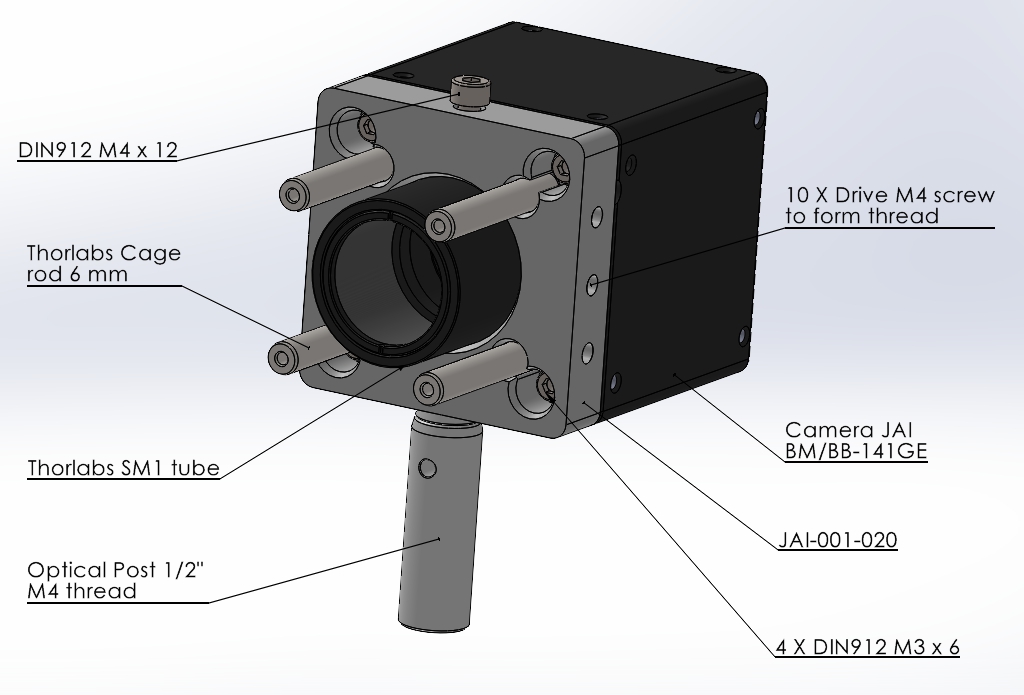 DIN912 M4 x 12
Thorlabs Cage
rod 6 mm
Thorlabs SM1 tube
Optical Post 1/2"
M4 thread
10 X Drive M4 screw
to form thread
Camera JAI
BM/BB-141GE
JAI-001-020
4 X DIN912 M3 x 6